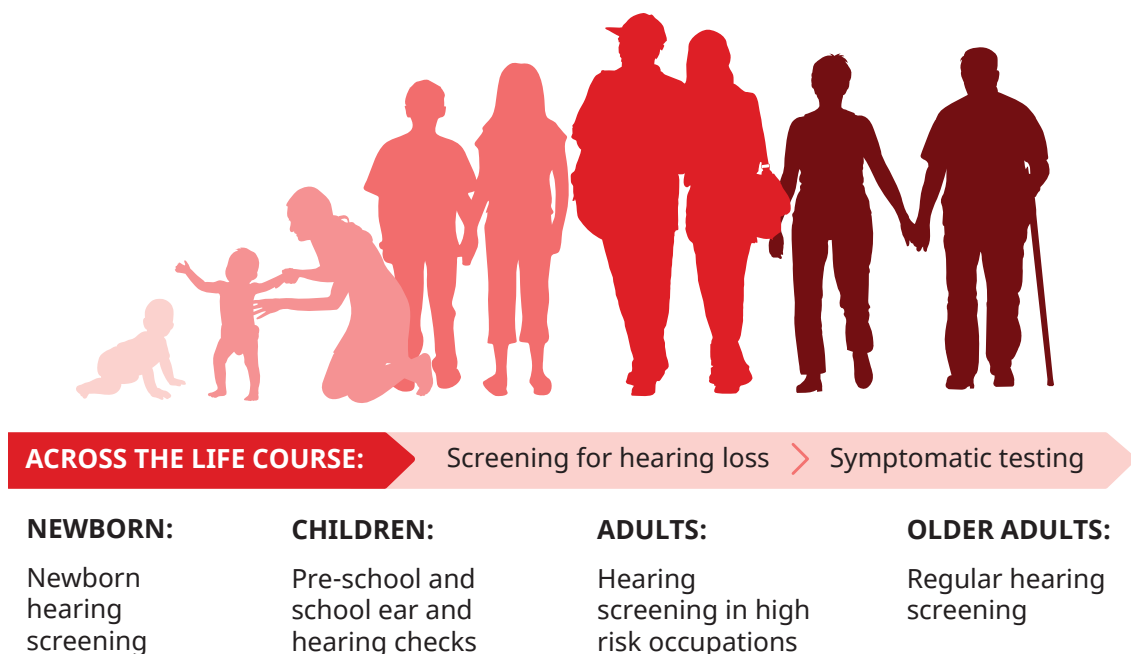 ACROSS THE LIFE COURSE: Screening for hearing loss Symptomatic testing
NEWBORN:
Newborn
hearing
screening
CHILDREN:
Pre-school and
school ear and
hearing checks
ADULTS:
Hearing
screening in high
risk occupations
OLDER ADULTS:
Regular hearing
screening